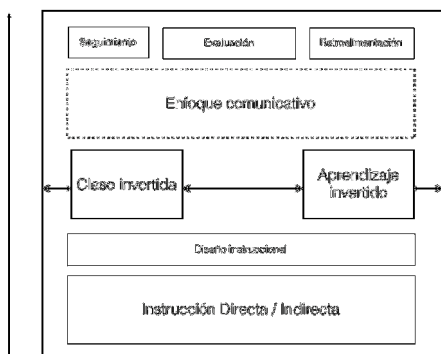 Seguimiento
Evaluación
Retroalimentación
Enfoque comunicativo
Clase invertida
Aprendizaje
invertido
Diseño instruccional
Instrucción Directa / Indirecta